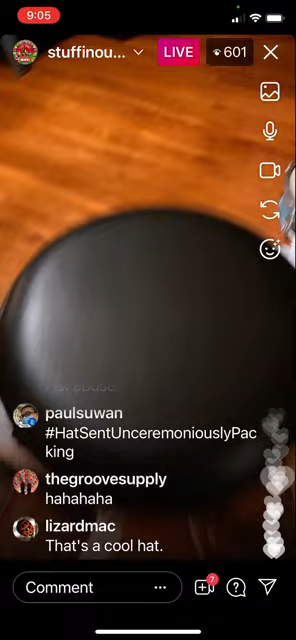 9:05
stuffinou...
LIVE
601
paulsuwan
#HatSentUnceremoniouslyPac
king
thegroovesupply
hahahaha
lizardmac
That's a cool hat.
Comment
7